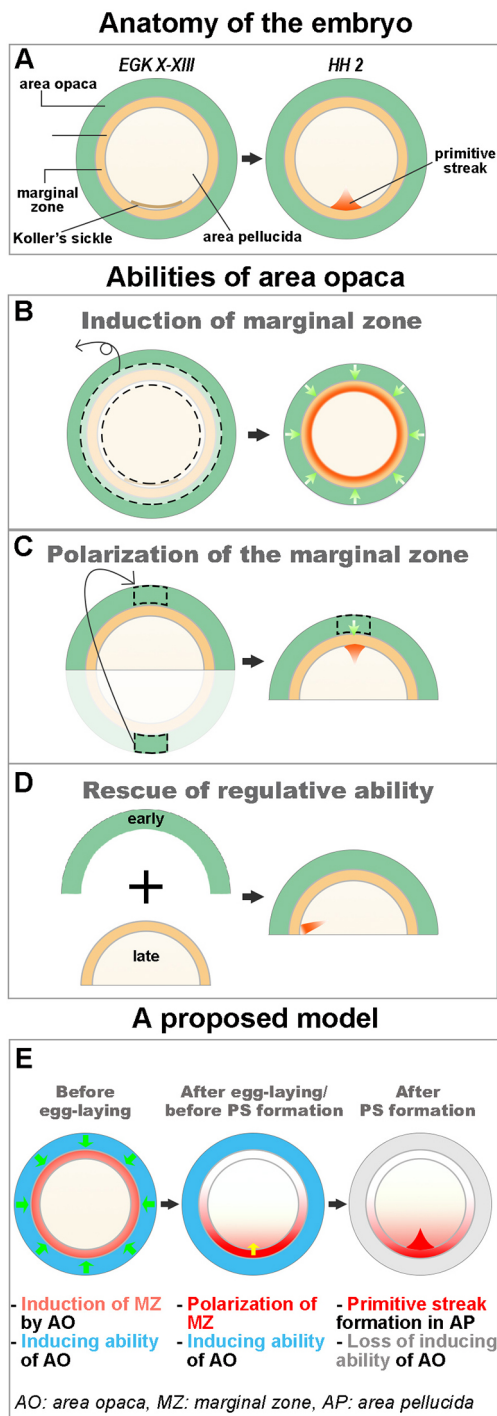 Anatomy of the embryo
A
EGK X-XIII
HH 2
area opaca
primitive
streak
marginal
zone
Koller's sickle
area pellucida
Abilities of area opaca
B
Induction of marginal zone
C
Polarization of the marginal zone
D
Rescue of regulative ability
early
+
late
A proposed model
E
Before
egg-laying
After egg-laying/
before PS formation
After
PS formation
- Induction of MZ
by AO
- Inducing ability
of AO
- Polarization of
MZ
- Inducing ability
of AO
- Primitive streak
formation in AP
- Loss of inducing
ability of AO
AO: area opaca, MZ: marginal zone, AP: area pellucida